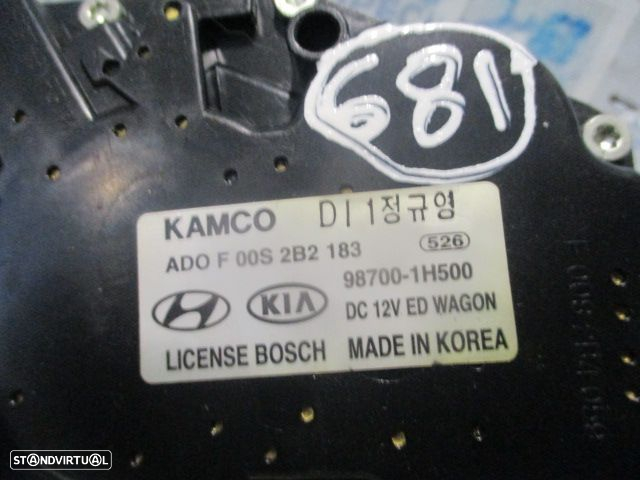 681
KAMCO D11정규영
ADO F 00S 2B2 183 526
98700-1H500
KIA DC 12V ED WAGON
LICENSE BOSCH MADE IN KOREA
STANDVIRTUAL